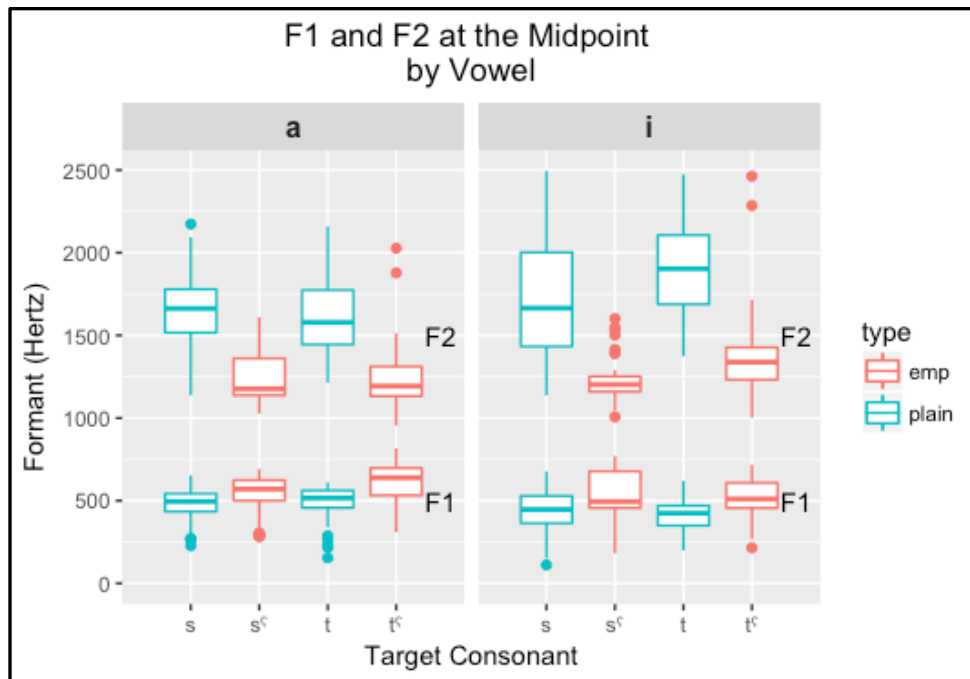 F1 and F2 at the Midpoint
by Vowel
a i
2500
2000
1500
1000
500
0
Formant (Hertz)
F2
F1
F2
F1
s sˤ t tˤ s sˤ t tˤ
Target Consonant
type
emp
plain